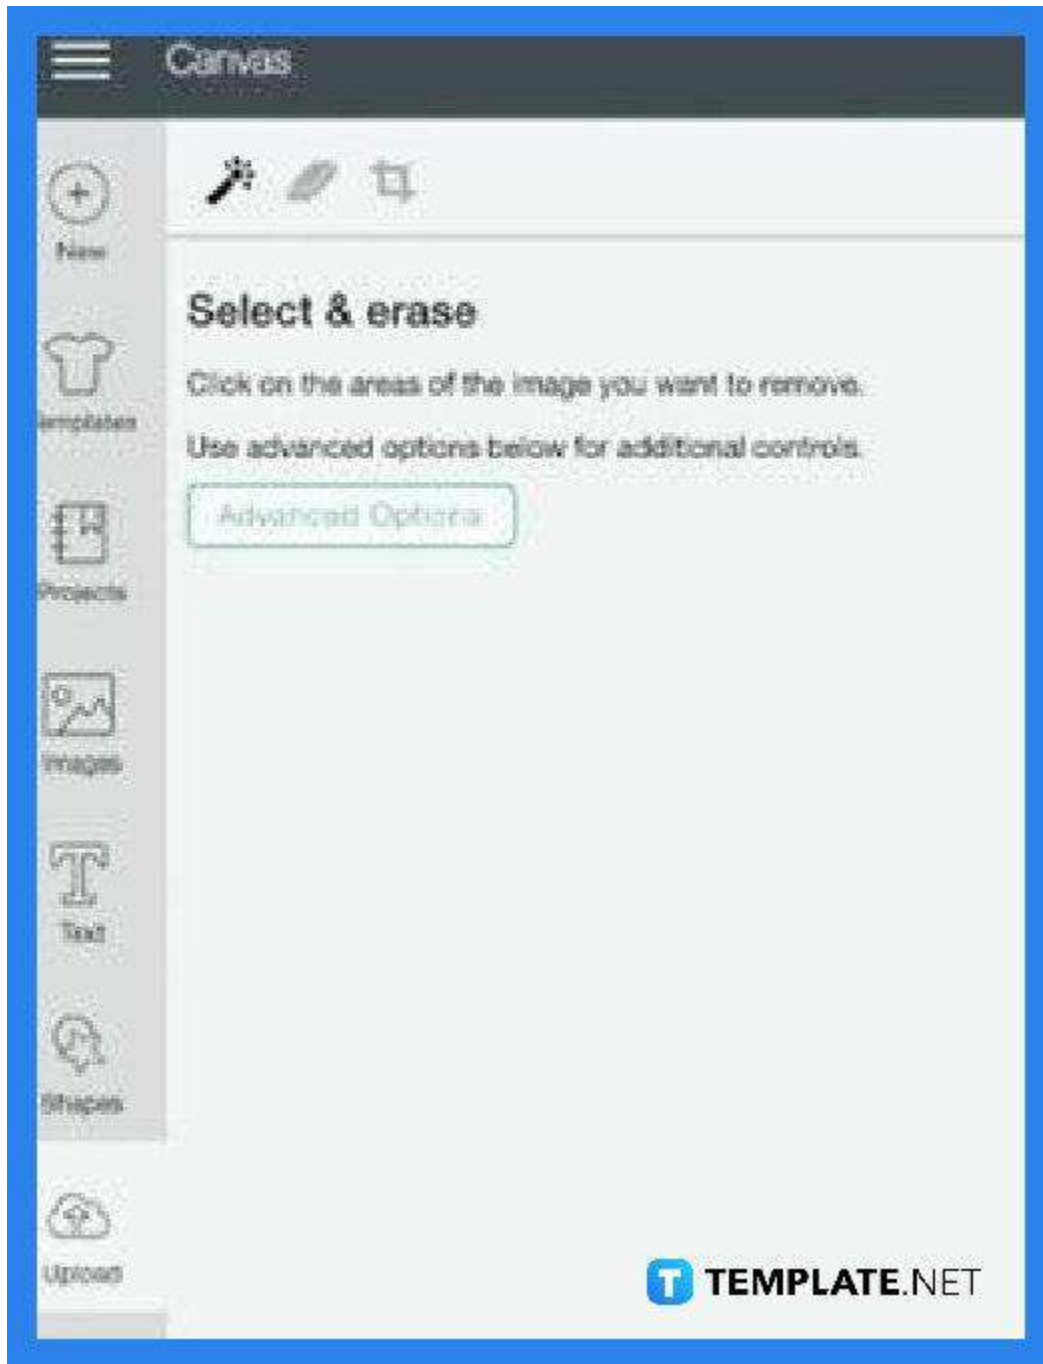 Canvas
New
Select & erase
Click on the areas of the image you want to remove.
Templates
Use advanced options below for additional controls.
Advanced Options
Projects
Images
Text
Shapes
Upload
TEMPLATE.NET